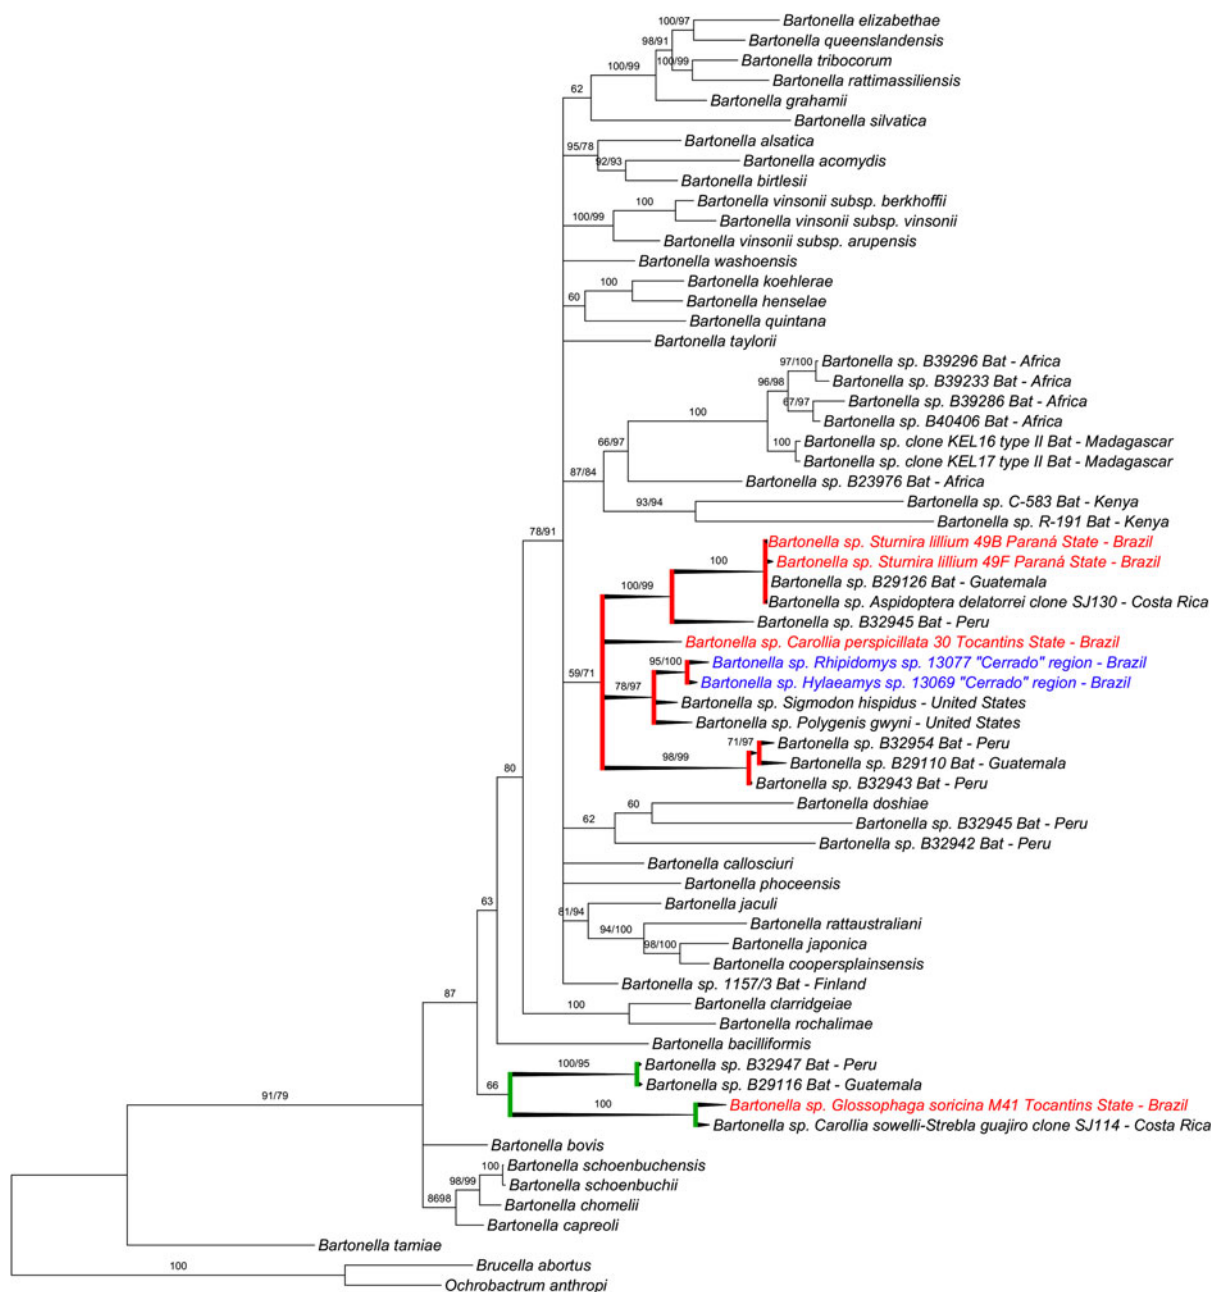 100/97
Bartonella elizabethae
98/91
Bartonella queenslandensis
100/99
Bartonella tribocorum
100/99
Bartonella rattimassiliensis
62
Bartonella grahamii
Bartonella silvatica
95/78
Bartonella alsatica
92/93
Bartonella acomydis
Bartonella birtlesii
100
Bartonella vinsonii subsp. berkhoffii
100/99
Bartonella vinsonii subsp. vinsonii
Bartonella vinsonii subsp. arupensis
Bartonella washoensis
100
Bartonella koehlerae
60
Bartonella henselae
Bartonella quintana
Bartonella taylorii
97/100
Bartonella sp. B39296 Bat - Africa
96/98
Bartonella sp. B39233 Bat - Africa
67/97
Bartonella sp. B39286 Bat - Africa
100
Bartonella sp. B40406 Bat - Africa
66/97
100
Bartonella sp. clone KEL16 type II Bat - Madagascar
Bartonella sp. clone KEL17 type II Bat - Madagascar
87/84
Bartonella sp. B23976 Bat - Africa
93/94
Bartonella sp. C-583 Bat - Kenya
Bartonella sp. R-191 Bat - Kenya
78/91
Bartonella sp. Sturnira lillium 49B Paraná State - Brazil
100
Bartonella sp. Sturnira lillium 49F Paraná State - Brazil
100/99
Bartonella sp. B29126 Bat - Guatemala
Bartonella sp. Aspidoptera delatorrei clone SJ130 - Costa Rica
Bartonella sp. B32945 Bat - Peru
Bartonella sp. Carollia perspicillata 30 Tocantins State - Brazil
59/71
95/100
Bartonella sp. Rhipidomys sp. 13077 "Cerrado" region - Brazil
78/97
Bartonella sp. Hylaeamys sp. 13069 "Cerrado" region - Brazil
Bartonella sp. Sigmodon hispidus - United States
Bartonella sp. Polygenis gwyni - United States
71/97
Bartonella sp. B32954 Bat - Peru
98/99
Bartonella sp. B29110 Bat - Guatemala
80
Bartonella sp. B32943 Bat - Peru
60
Bartonella doshiae
62
Bartonella sp. B32945 Bat - Peru
Bartonella sp. B32942 Bat - Peru
Bartonella callosciuri
Bartonella phoceensis
63
81/94
Bartonella jaculi
94/100
Bartonella rattaustraliani
98/100
Bartonella japonica
Bartonella coopersplainsensis
Bartonella sp. 1157/3 Bat - Finland
87
Bartonella clarridgeiae
100
Bartonella rochalimae
Bartonella bacilliformis
100/95
Bartonella sp. B32947 Bat - Peru
66
Bartonella sp. B29116 Bat - Guatemala
91/79
100
Bartonella sp. Glossophaga soricina M41 Tocantins State - Brazil
Bartonella sp. Carollia sowelli-Strebla guajiro clone SJ114 - Costa Rica
Bartonella bovis
100
Bartonella schoenbuchensis
98/99
Bartonella schoenbuchii
8698
Bartonella chomelii
Bartonella capreoli
Bartonella tamiae
100
Brucella abortus
Ochrobactrum anthropi